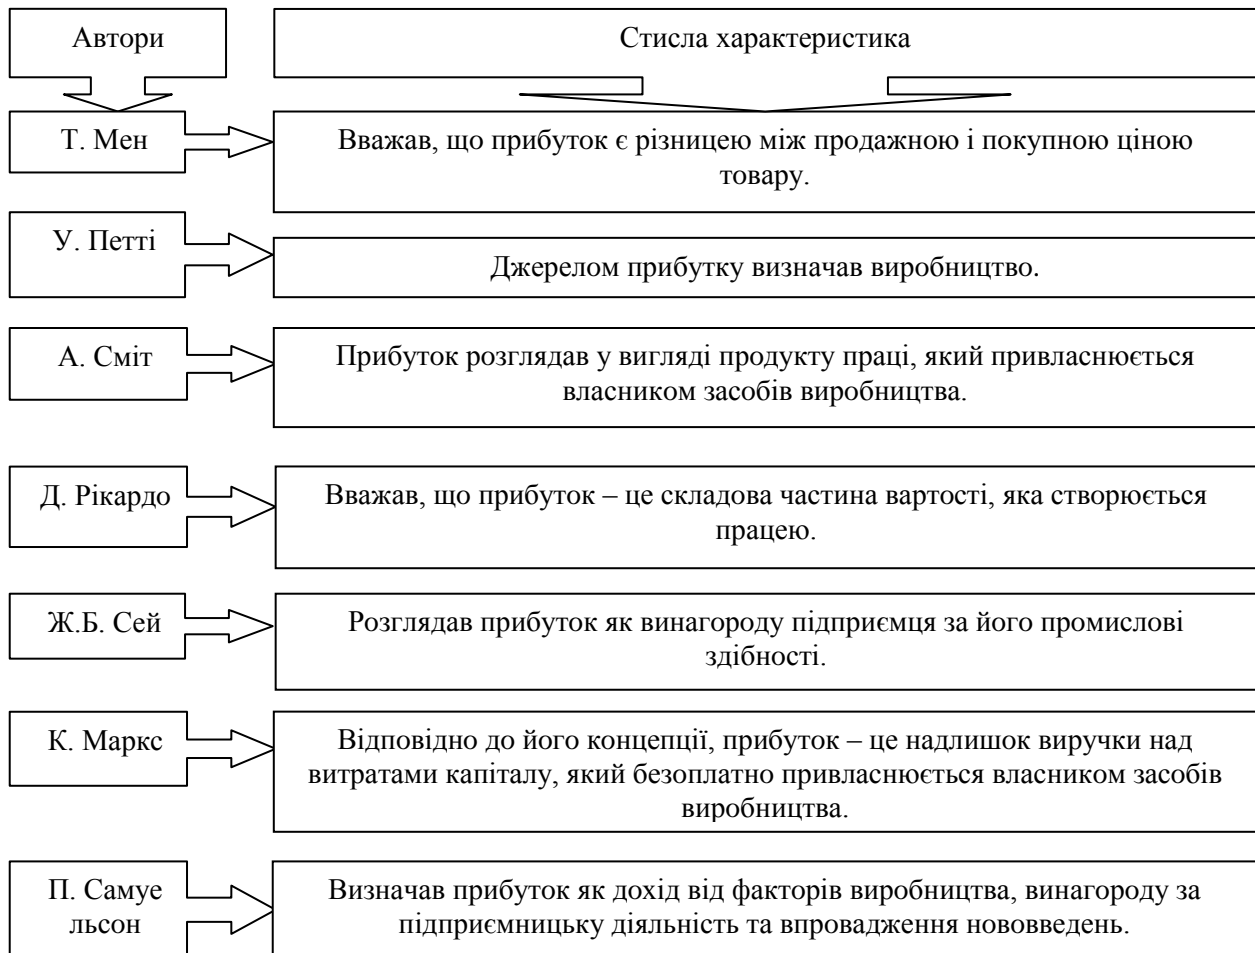 Автори
Стисла характеристика
Т. Мен
Вважав, що прибуток є різницею між продажною і покупною ціною
товару.
У. Петті
Джерелом прибутку визначав виробництво.
А. Сміт
Прибуток розглядав у вигляді продукту праці, який привласнюється
власником засобів виробництва.
Д. Рікардо
Вважав, що прибуток – це складова частина вартості, яка створюється
працею.
Ж.Б. Сей
Розглядав прибуток як винагороду підприємця за його промислові
здібності.
К. Маркс
Відповідно до його концепції, прибуток – це надлишок виручки над
витратами капіталу, який безоплатно привласнюється власником засобів
виробництва.
П. Самуе
льсон
Визначав прибуток як дохід від факторів виробництва, винагороду за
підприємницьку діяльність та впровадження нововведень.